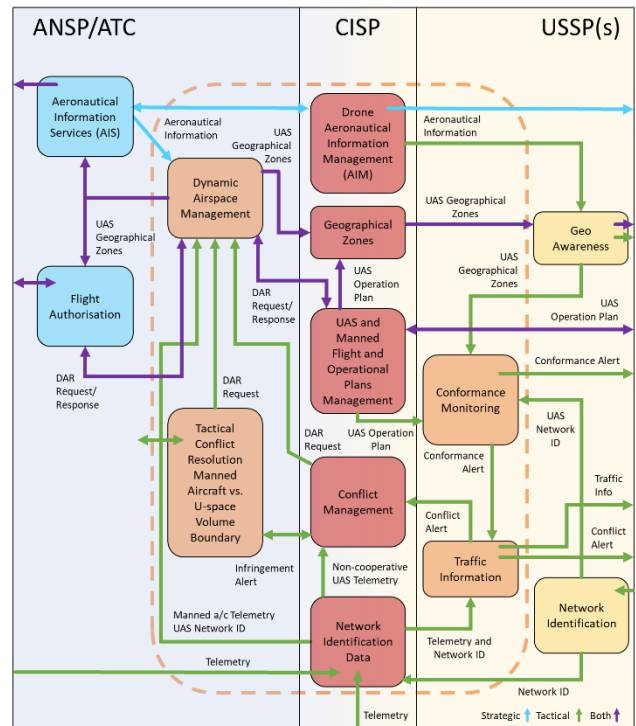 ANSP/ATC
CISP
USSP(s)
Aeronautical
Information
Services (AIS)
Aeronautical
Information
UAS
Geographical
Zones
Drone
Aeronautical
Information
Management
(AIM)
Aeronautical
Information
Dynamic
Airspace
Management
Geographical
Zones
UAS Geographical
Zones
Geo
Awareness
UAS
Geographical
Zones
Flight
Authorisation
DAR
Request/
Response
UAS
Operation
Plan
UAS
Geographical
Zones
UAS
Operation Plan
UAS and
Manned
Flight and
Operational
Plans
Management
DAR
Request/
Response
DAR
Request
Conformance
Monitoring
Conformance Alert
UAS
Network
ID
Tactical
Conflict
Resolution
Manned
Aircraft vs.
U-space
Volume
Boundary
DAR
Request
UAS Operation
Plan
Conformance
Alert
Conflict
Management
Conflict
Alert
Traffic
Info
Conflict
Alert
Infringement
Alert
Non-cooperative
UAS Telemetry
Traffic
Information
Manned a/c Telemetry
UAS Network ID
Network
Identification
Data
Telemetry and
Network ID
Network
Identification
Telemetry
Network ID
Telemetry
Strategic
Tactical
Both